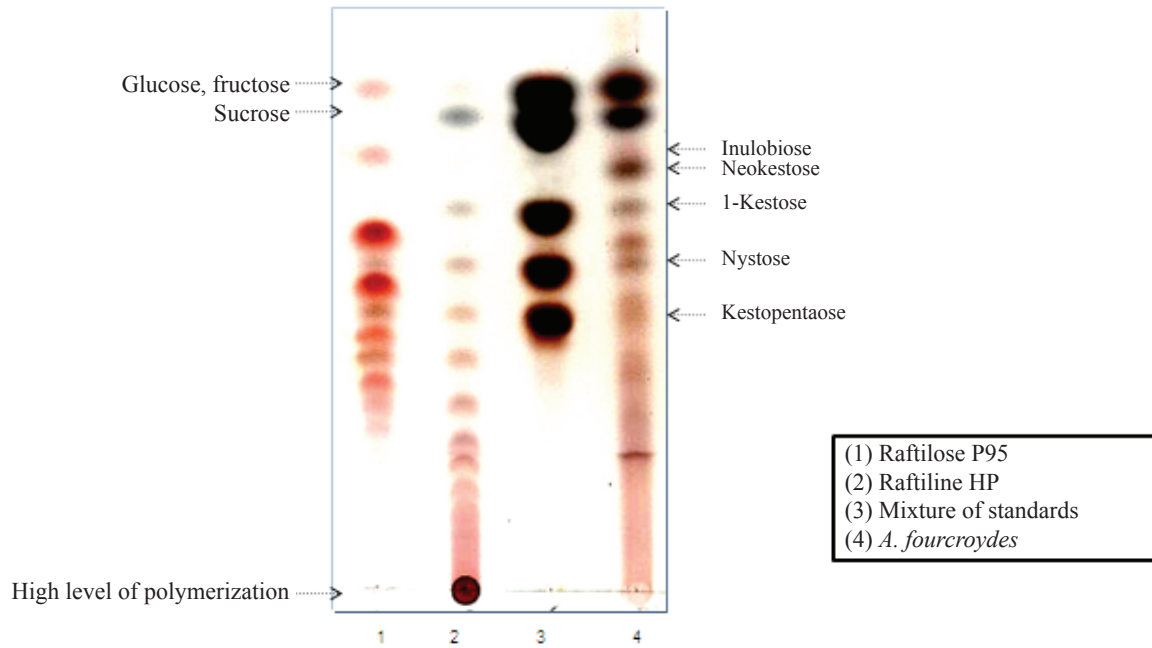 Glucose, fructose
Sucrose
Inulobiose
Neokestose
1-Kestose
Nystose
Kestopentaose
(1) Raftilose P95
(2) Raftiline HP
(3) Mixture of standards
(4) A. fourcroydes
High level of polymerization
1 2 3 4